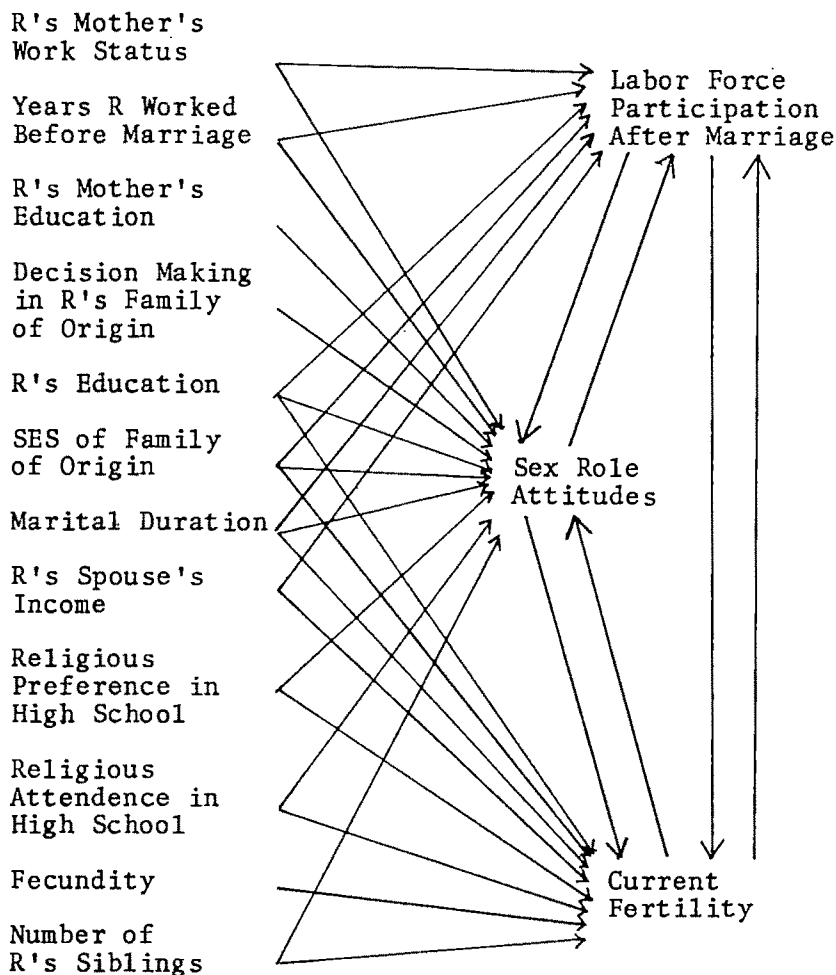 R's Mother's
Work Status
Years R Worked
Before Marriage
R's Mother's
Education
Decision Making
in R's Family
of Origin
R's Education
SES of Family
of Origin
Marital Duration
R's Spouse's
Income
Religious
Preference in
High School
Religious
Attendence in
High School
Fecundity
Number of
R's Siblings
Labor Force
Participation
After Marriage
Sex Role
Attitudes
Current
Fertility